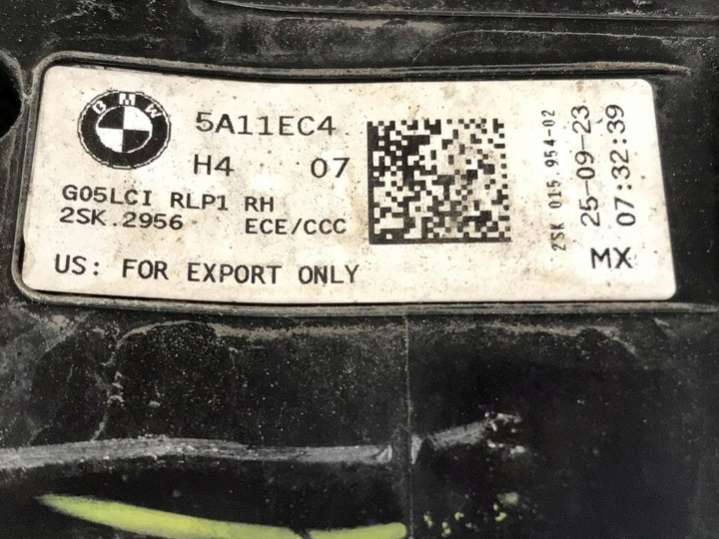 BMW
5A11EC4
H4 07
G05LCI RLP1 RH
2SK.2956 ECE/CCC
US: FOR EXPORT ONLY
2SK 015.954-02
25-09-23
07:32:39
MX